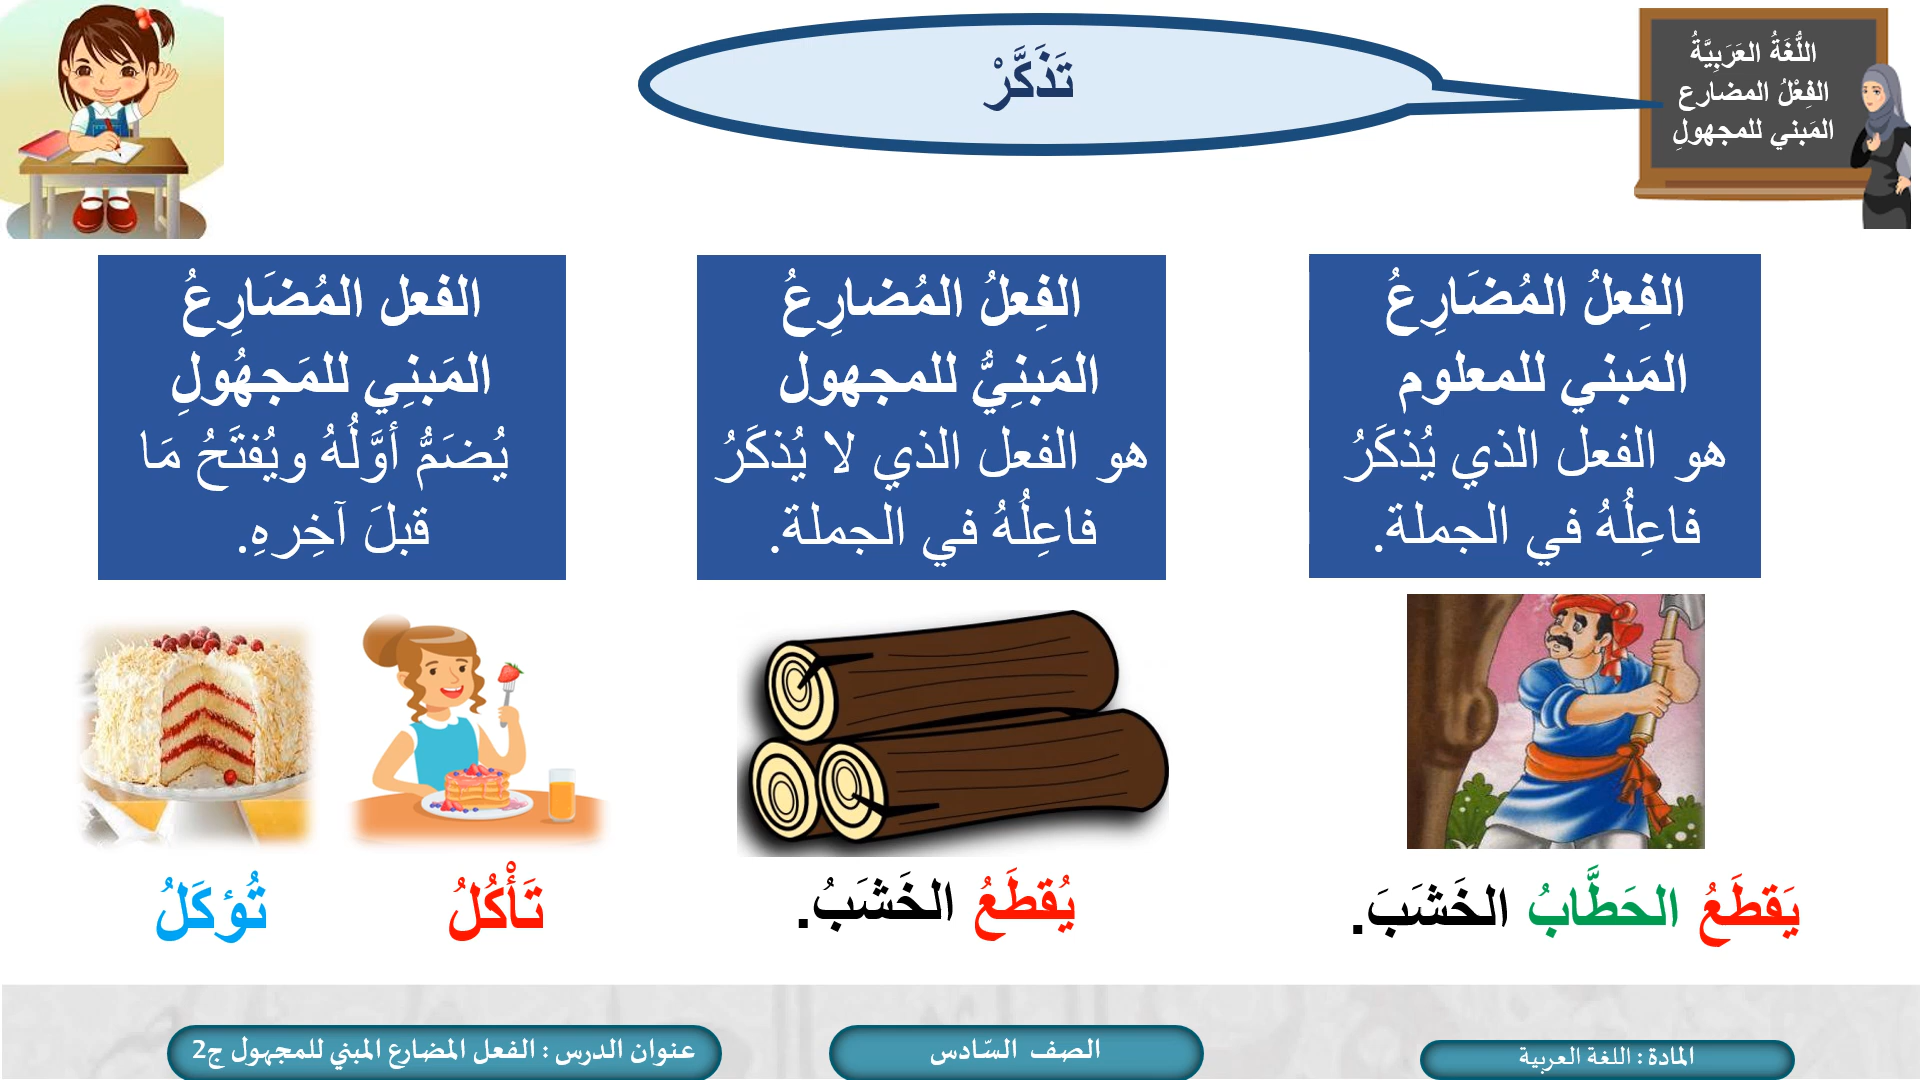 تَذَكَّرْ
اللُّغَةُ العَرَبِيَّةُ
الفِعْلُ المضارع
المَبني للمجهولِ
الفِعلُ المُضَارِعُ
المَبني للمعلوم
هو الفعل الذي يُذكَرُ
فاعِلُهُ في الجملة.
الفِعلُ المُضارِعُ
المَبنِيُّ للمجهول
هو الفعل الذي لا يُذكَرُ
فاعِلُهُ في الجملة.
الفعل المُضَارِعُ
المَبنِي للمَجهُولِ
يُضَمُّ أوَّلُهُ ويُفتَحُ مَا
قبلَ آخِرهِ.
يَقطَعُ الحَطَّابُ الخَشَبَ.
يُقطَعُ الخَشَبُ.
تَأْكُلُ
تُؤكَلُ
المادة : اللغة العربية
الصف السّادس
عنوان الدرس : الفعل المضارع المبني للمجهول ج2